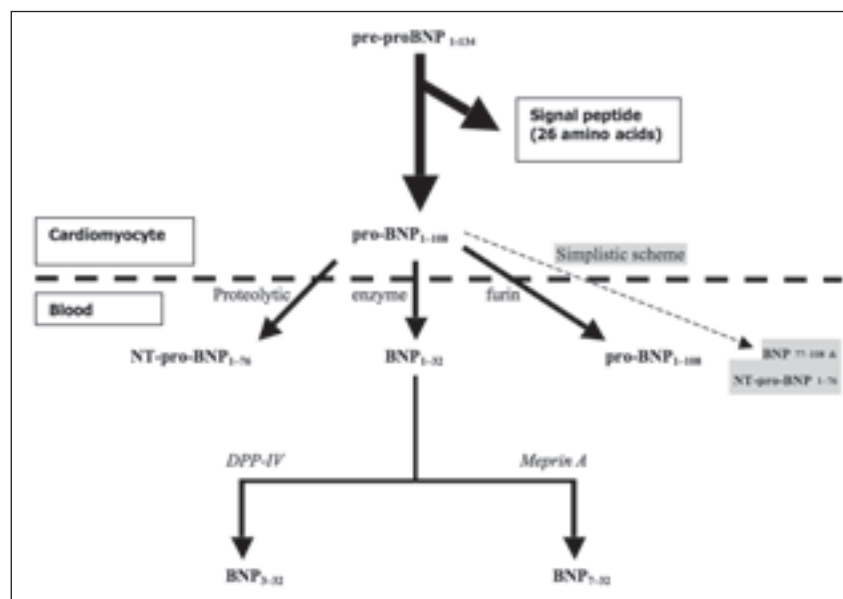 pre-proBNP 1-134
Signal peptide
(26 amino acids)
Cardiomyocyte
pro-BNP1-108
Simplistic scheme
Proteolytic enzyme furin
Blood
NT-pro-BNP1-76
BNP1-32
pro-BNP1-108
BNP 77-108 &
NT-pro-BNP 1-76
DPP-IV
Meprin A
BNP3-32
BNP7-32